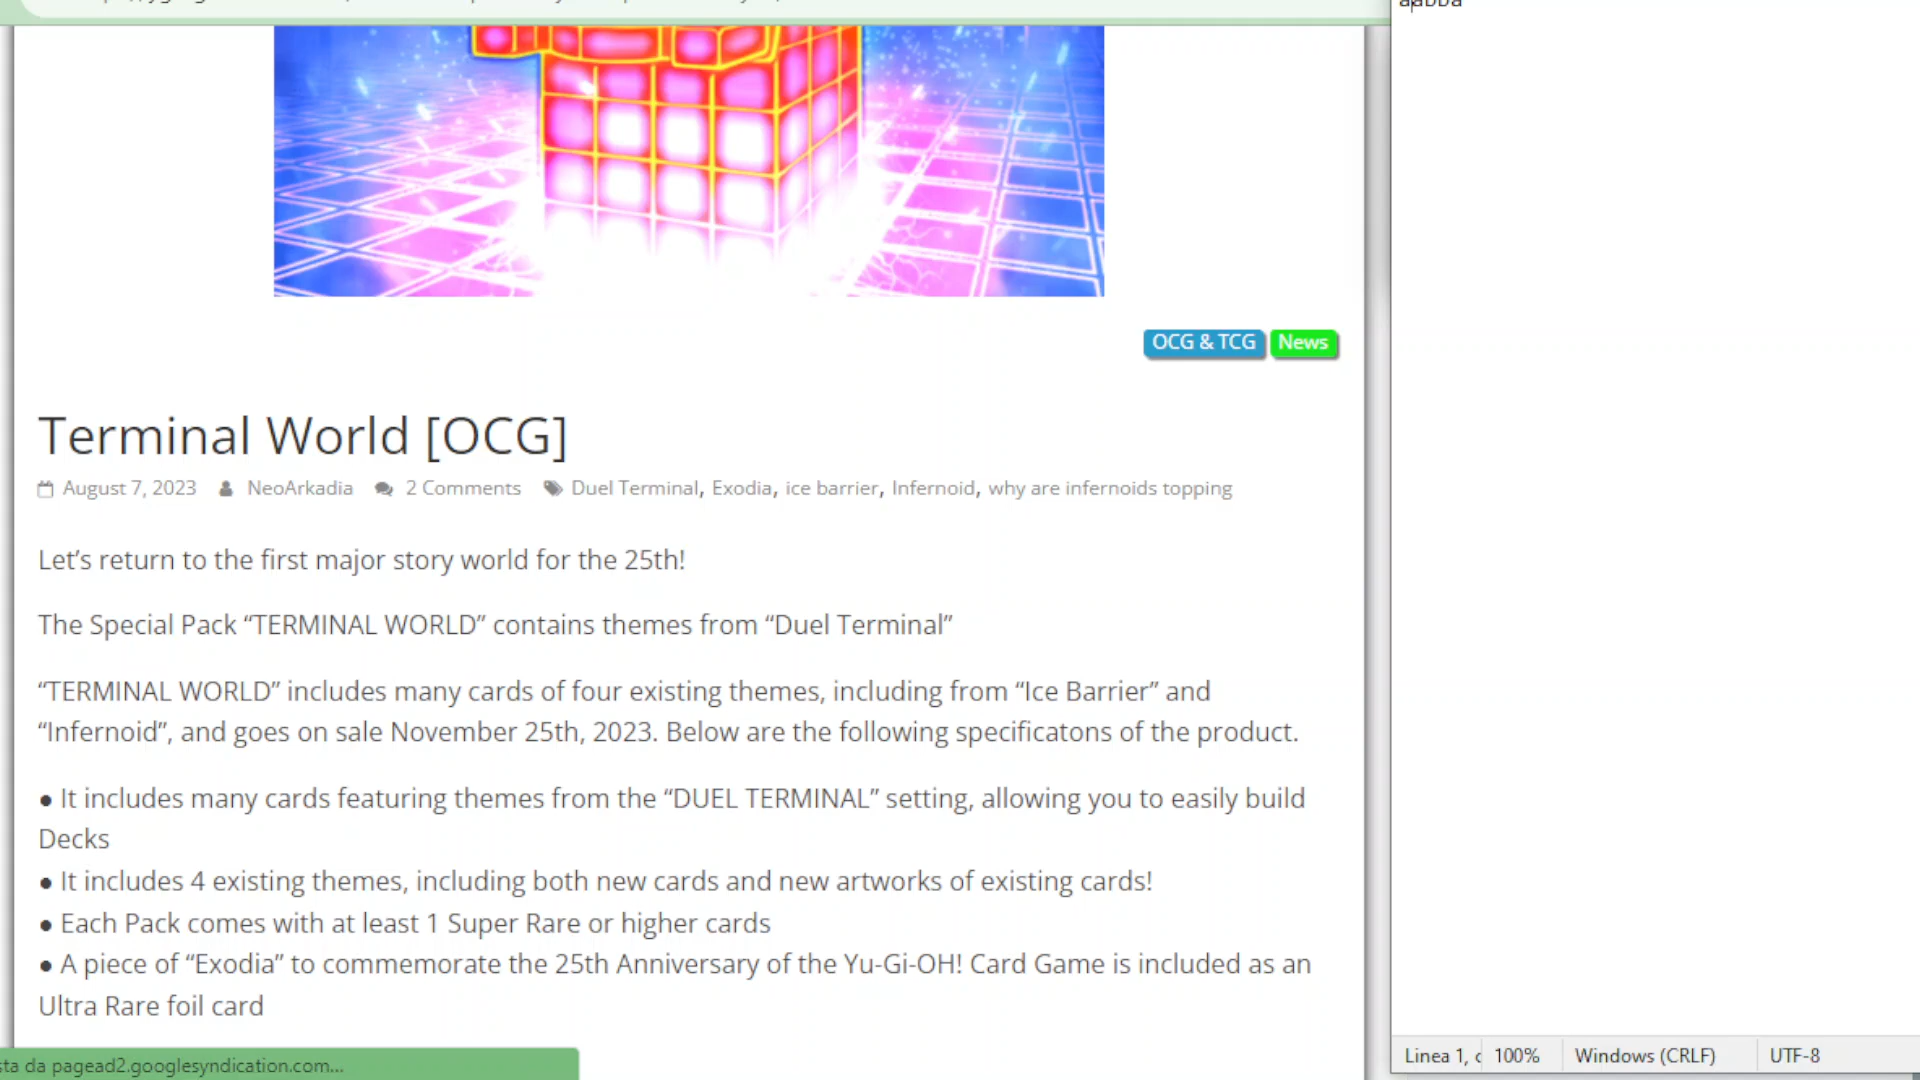 OCG & TCG News
Terminal World [OCG]
August 7, 2023 NeoArkadia 2 Comments Duel Terminal, Exodia, ice barrier, Infernoid, why are infernoids topping
Let’s return to the first major story world for the 25th!
The Special Pack “TERMINAL WORLD” contains themes from “Duel Terminal”
“TERMINAL WORLD” includes many cards of four existing themes, including from “Ice Barrier” and
“Infernoid”, and goes on sale November 25th, 2023. Below are the following specificatons of the product.
● It includes many cards featuring themes from the “DUEL TERMINAL” setting, allowing you to easily build
Decks
● It includes 4 existing themes, including both new cards and new artworks of existing cards!
● Each Pack comes with at least 1 Super Rare or higher cards
● A piece of “Exodia” to commemorate the 25th Anniversary of the Yu-Gi-OH! Card Game is included as an
Ultra Rare foil card
sta da pagead2.googlesyndication.com...
Linea 1, c 100% Windows (CRLF) UTF-8